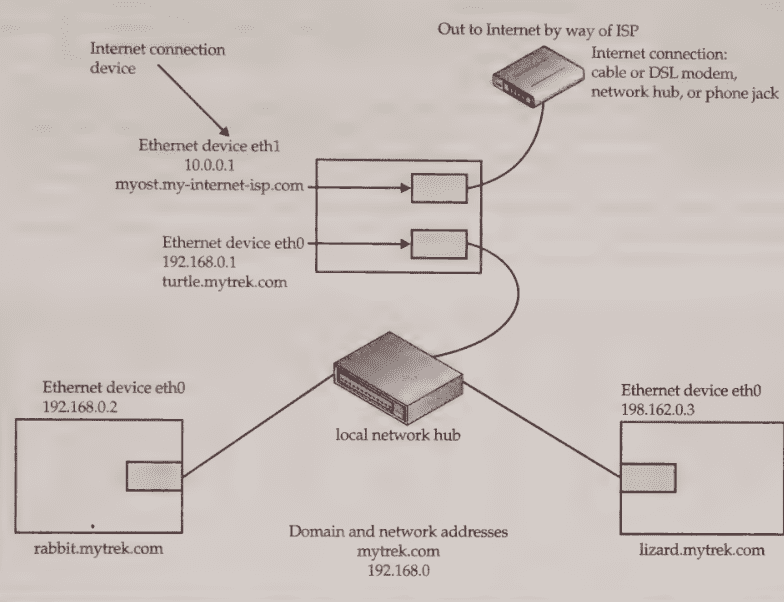 Out to Internet by way of ISP
Internet connection
device
Internet connection:
cable or DSL modem,
network hub, or phone jack
Ethernet device eth1
10.0.0.1
myost.my-internet-isp.com
Ethernet device eth0
192.168.0.1
turtle.mytrek.com
local network hub
Ethernet device eth0
192.168.0.2
rabbit.mytrek.com
Ethernet device eth0
198.162.0.3
lizard.mytrek.com
Domain and network addresses
mytrek.com
192.168.0